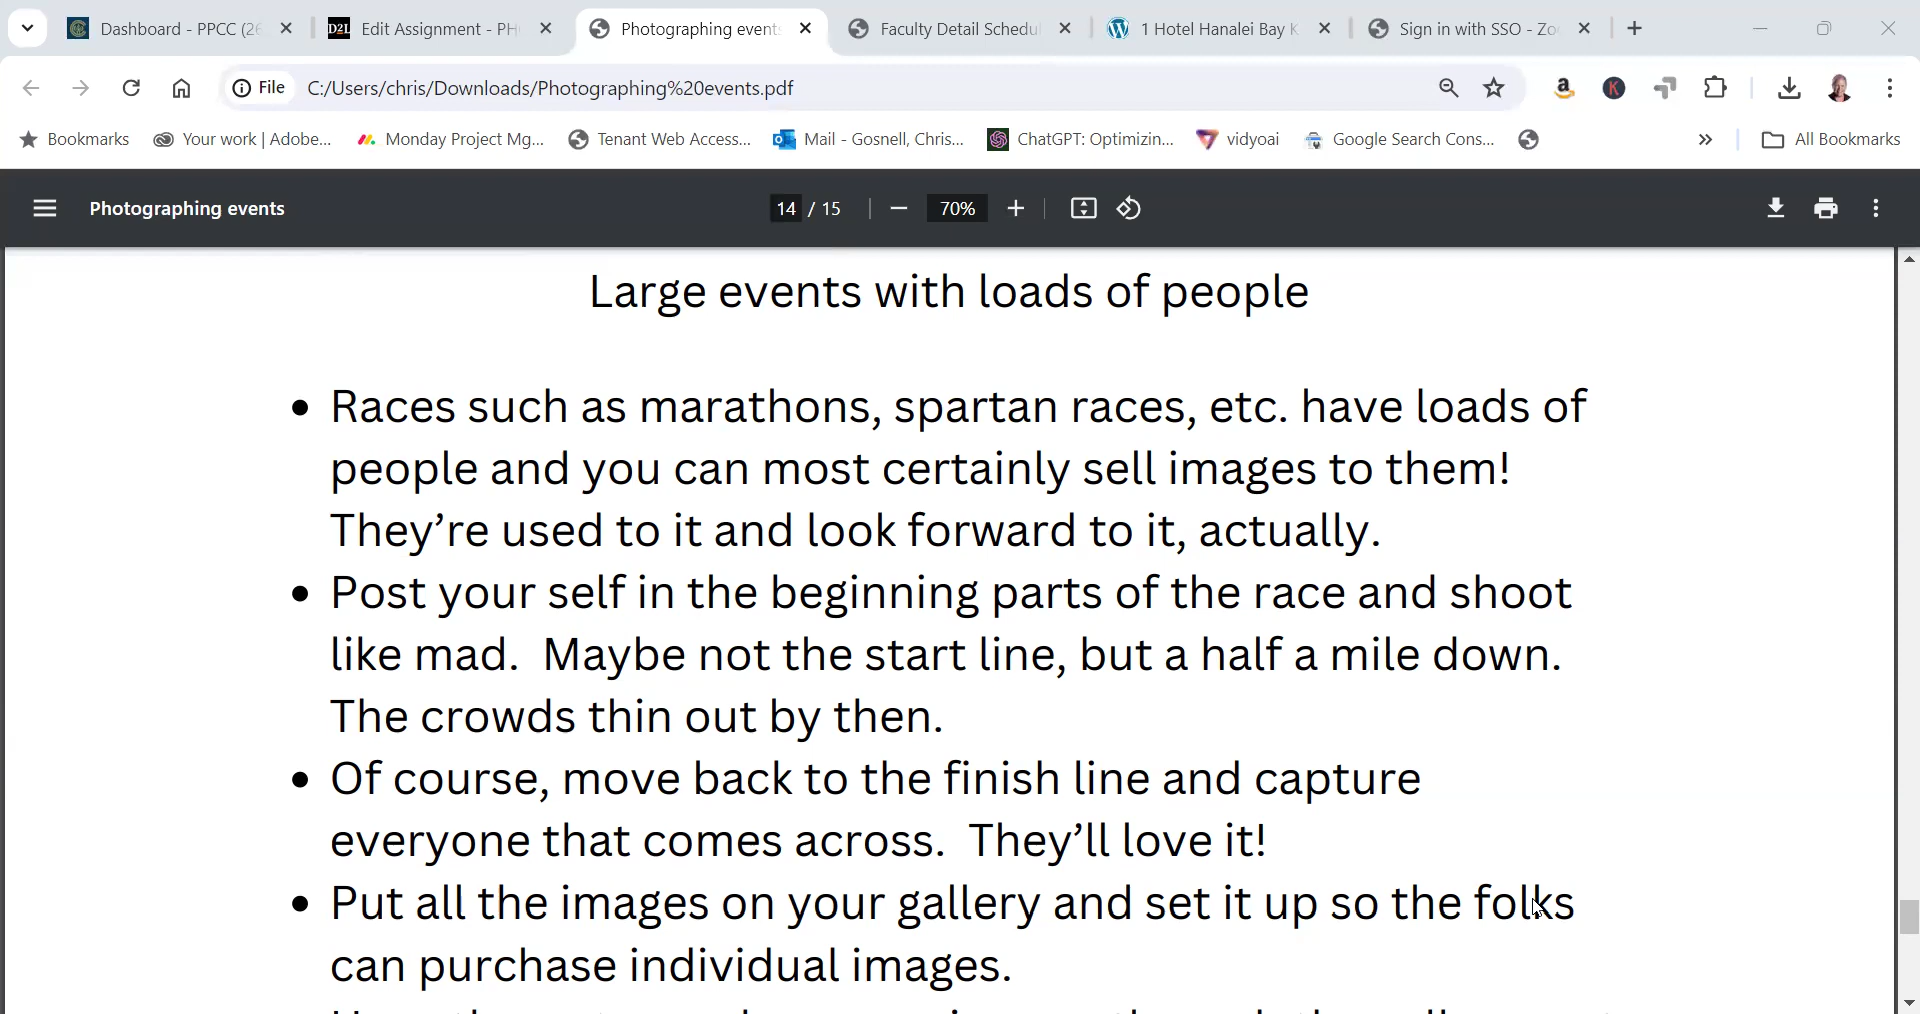 Dashboard - PPCC (26
D2L
Edit Assignment - PH
Photographing event
Faculty Detail Schedul
1 Hotel Hanalei Bay K
Sign in with SSO - Zo
File
C:/Users/chris/Downloads/Photographing%20events.pdf
a
K
Bookmarks
Your work | Adobe...
Monday Project Mg...
Tenant Web Access...
Mail - Gosnell, Chris...
ChatGPT: Optimizin...
vidyoai
Google Search Cons...
»
All Bookmarks
Photographing events
14 / 15
70%
Large events with loads of people
• Races such as marathons, spartan races, etc. have loads of
people and you can most certainly sell images to them!
They’re used to it and look forward to it, actually.
• Post your self in the beginning parts of the race and shoot
like mad.  Maybe not the start line, but a half a mile down.
The crowds thin out by then.
• Of course, move back to the finish line and capture
everyone that comes across.  They’ll love it!
• Put all the images on your gallery and set it up so the folks
can purchase individual images.